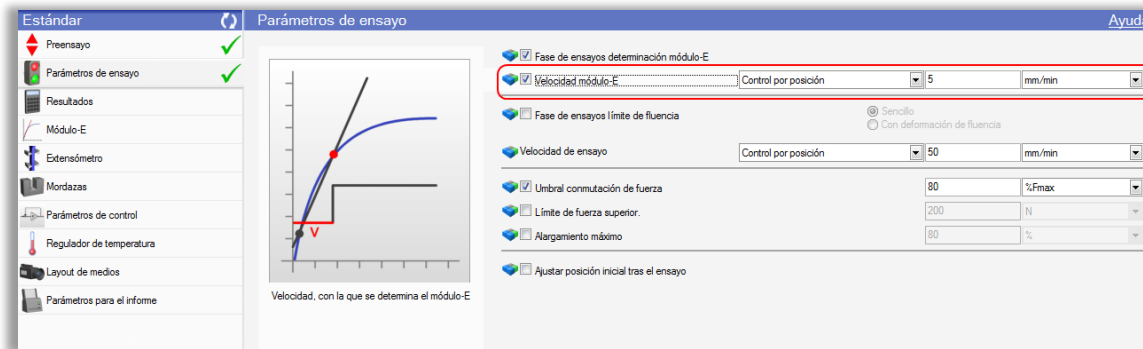 Estándar
Parámetros de ensayo
Ayuda
Preensayo
Parámetros de ensayo
Resultados
Módulo-E
Extensómetro
Mordazas
Parámetros de control
Regulador de temperatura
Layout de medios
Parámetros para el informe
V
Velocidad, con la que se determina el módulo-E
Fase de ensayos determinación módulo-E
Velocidad módulo-E Control por posición 5 mm/min
Fase de ensayos límite de fluencia Sencillo
Con deformación de fluencia
Velocidad de ensayo Control por posición 50 mm/min
Umbral conmutación de fuerza 80 %Fmax
Límite de fuerza superior. 200 N
Alargamiento máximo 80 %
Ajustar posición inicial tras el ensayo